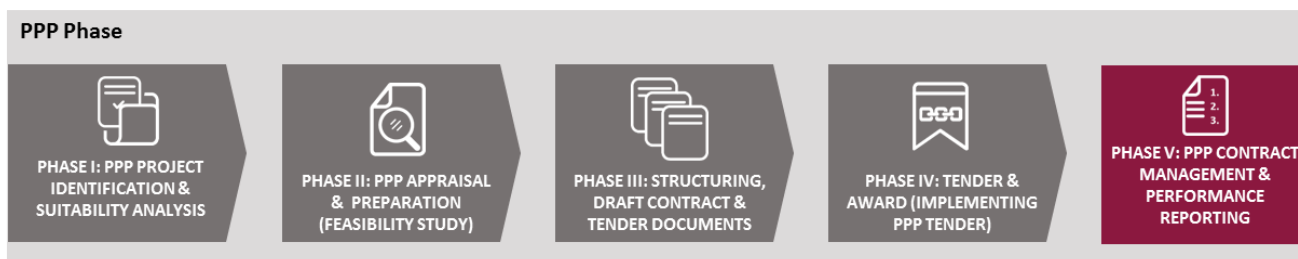 PPP Phase
PHASE I: PPP PROJECT
IDENTIFICATION &
SUITABILITY ANALYSIS
PHASE II: PPP APPRAISAL
& PREPARATION
(FEASIBILITY STUDY)
PHASE III: STRUCTURING,
DRAFT CONTRACT &
TENDER DOCUMENTS
PHASE IV: TENDER &
AWARD (IMPLEMENTING
PPP TENDER)
1.
2.
3.
PHASE V: PPP CONTRACT
MANAGEMENT &
PERFORMANCE
REPORTING